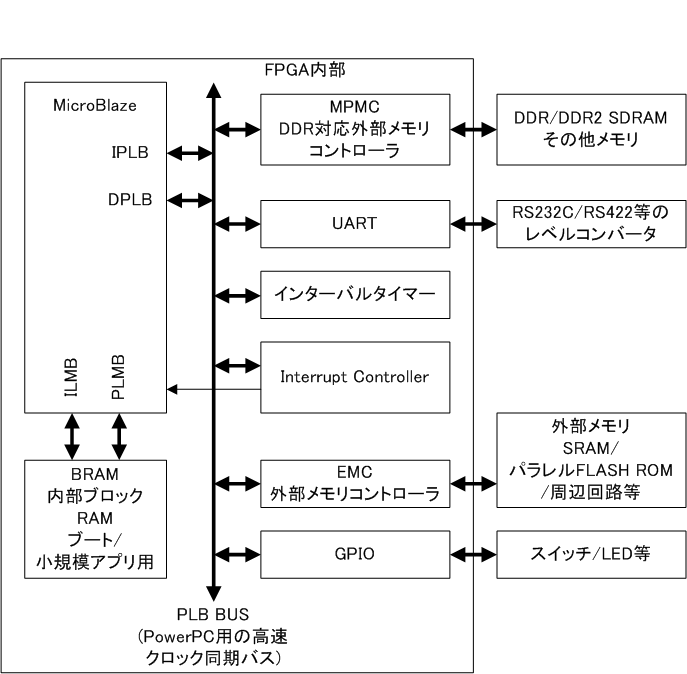 FPGA内部
MicroBlaze
IPLB
DPLB
ILMB
PLMB
BRAM
内部ブロック
RAM
ブート/
小規模アプリ用
MPMC
DDR対応外部メモリ
コントローラ
UART
インターバルタイマー
Interrupt Controller
EMC
外部メモリコントローラ
GPIO
PLB BUS
(PowerPC用の高速
クロック同期バス)
DDR/DDR2 SDRAM
その他メモリ
RS232C/RS422等の
レベルコンバータ
外部メモリ
SRAM/
パラレルFLASH ROM
/周辺回路等
スイッチ/LED等